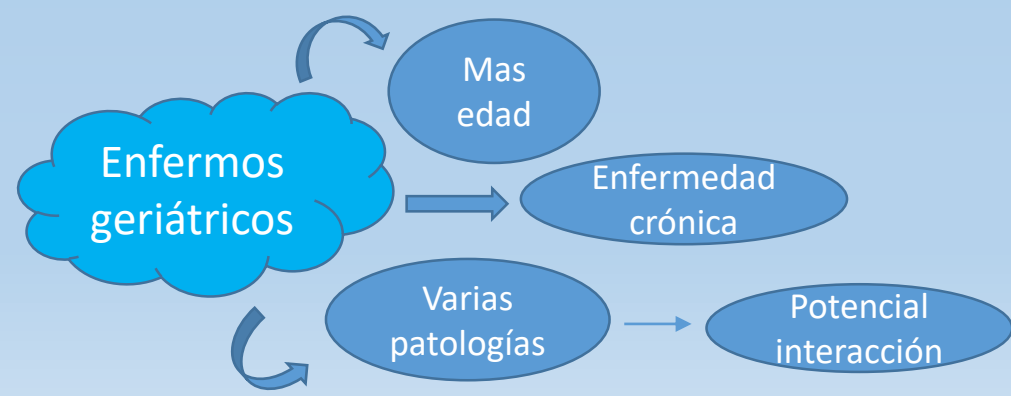 Mas
edad
Enfermos
geriátricos
Enfermedad
crónica
Varias
patologías
Potencial
interacción